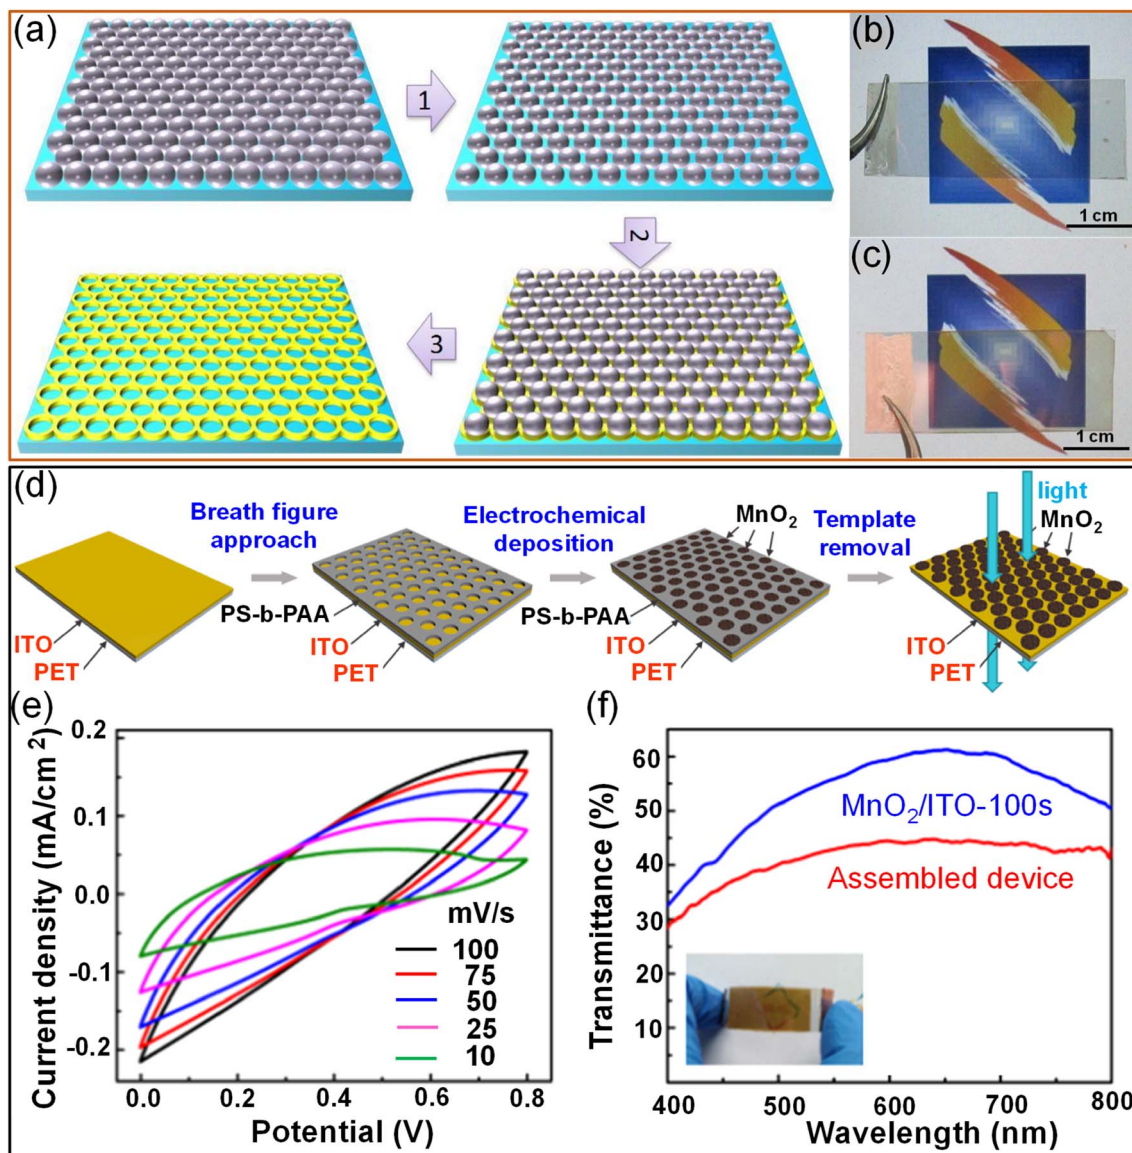 (a)
1
2
3
(b)
1 cm
(c)
1 cm
(d)
Breath figure
approach
Electrochemical
deposition
Template
removal
light
MnO₂
MnO₂
PS-b-PAA
PS-b-PAA
ITO
PET
ITO
PET
ITO
PET
ITO
PET
(e)
Current density (mA/cm²)
0.2
0.1
0.0
-0.1
-0.2
mV/s
100
75
50
25
10
0.0 0.2 0.4 0.6 0.8
Potential (V)
(f)
Transmittance (%)
60
50
40
30
20
10
MnO₂/ITO-100s
Assembled device
400 500 600 700 800
Wavelength (nm)